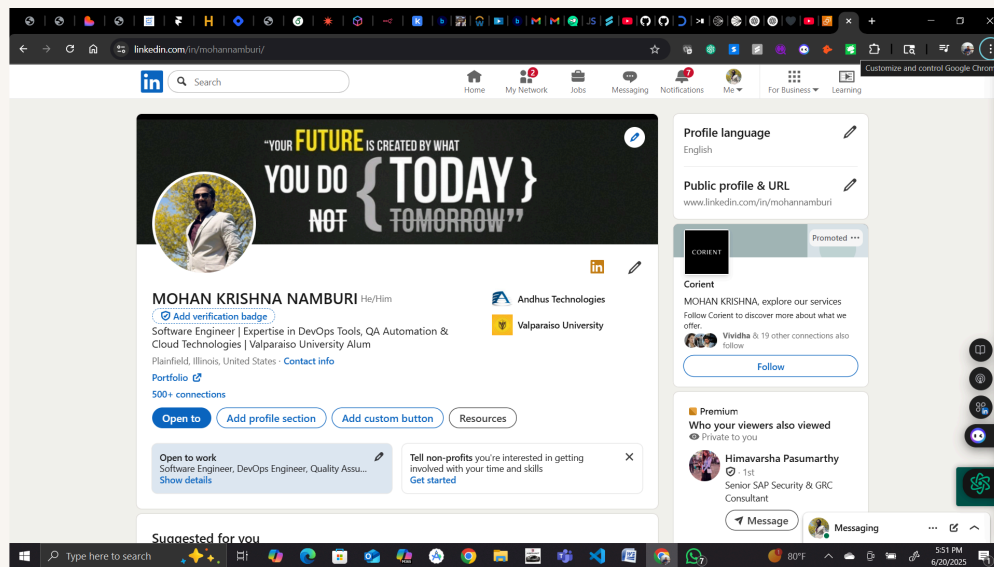 linkedin.com/in/mohannamburi/
Customize and control Google Chrom
in
Search
Home
2
My Network
Jobs
Messaging
7
Notifications
Me
For Business
Learning
"YOUR FUTURE IS CREATED BY WHAT
YOU DO { TODAY }
NOT TOMORROW"
in
MOHAN KRISHNA NAMBURI He/Him
Add verification badge
Software Engineer | Expertise in DevOps Tools, QA Automation &
Cloud Technologies | Valparaiso University Alum
Plainfield, Illinois, United States · Contact info
Portfolio
500+ connections
Andhus Technologies
Valparaiso University
Open to
Add profile section
Add custom button
Resources
Open to work
Software Engineer, DevOps Engineer, Quality Assu...
Show details
Tell non-profits you're interested in getting
involved with your time and skills
Get started
Suggested for you
Profile language
English
Public profile & URL
www.linkedin.com/in/mohannamburi
Promoted
CORIENT
Corient
MOHAN KRISHNA, explore our services
Follow Corient to discover more about what we
offer.
Vividha & 19 other connections also
follow
Follow
Premium
Who your viewers also viewed
Private to you
Himavarsha Pasumarthy
· 1st
Senior SAP Security & GRC
Consultant
Message
Messaging
Type here to search
7
80°F
5:51 PM
6/20/2025